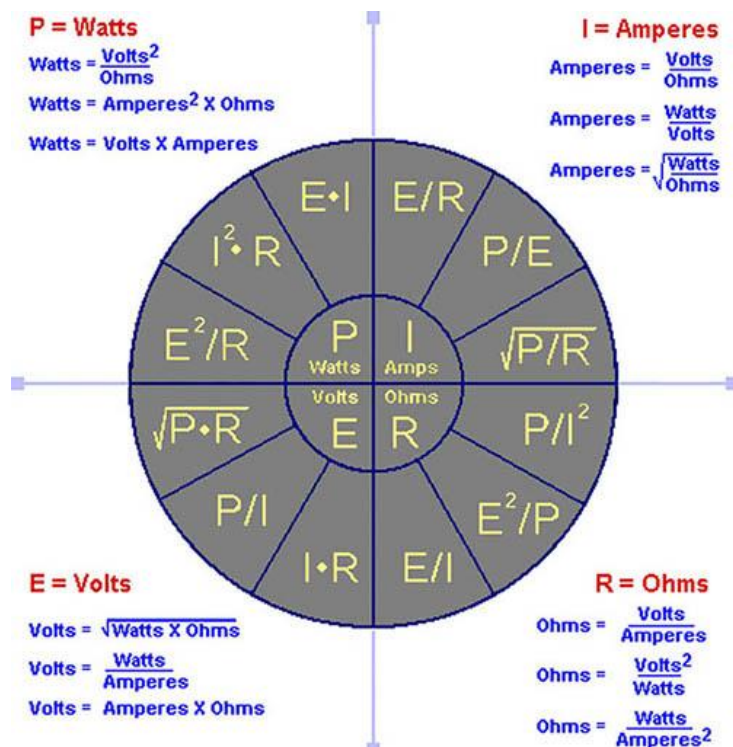 P = Watts
Watts = Volts²/Ohms
Watts = Amperes² X Ohms
Watts = Volts X Amperes
I = Amperes
Amperes = Volts/Ohms
Amperes = Watts/Volts
Amperes = √(Watts/Ohms)
E•I
E/R
I²•R
P/E
E²/R
√P/R
P
Watts
I
Amps
Volts
E
Ohms
R
√P•R
P/I²
P/I
E²/P
I•R
E/I
E = Volts
Volts = √Watts X Ohms
Volts = Watts/Amperes
Volts = Amperes X Ohms
R = Ohms
Ohms = Volts/Amperes
Ohms = Volts²/Watts
Ohms = Watts/Amperes²